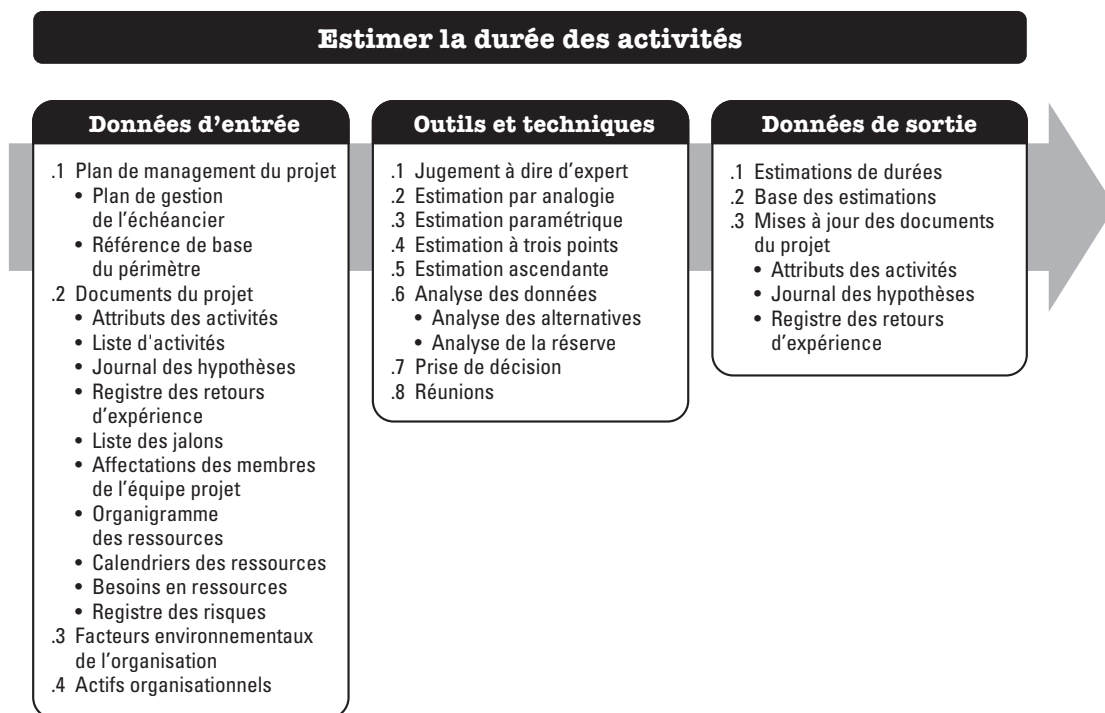 Estimer la durée des activités
Données d’entrée
.1 Plan de management du projet
• Plan de gestion
de l’échéancier
• Référence de base
du périmètre
.2 Documents du projet
• Attributs des activités
• Liste d'activités
• Journal des hypothèses
• Registre des retours
d’expérience
• Liste des jalons
• Affectations des membres
de l’équipe projet
• Organigramme
des ressources
• Calendriers des ressources
• Besoins en ressources
• Registre des risques
.3 Facteurs environnementaux
de l’organisation
.4 Actifs organisationnels
Outils et techniques
.1 Jugement à dire d’expert
.2 Estimation par analogie
.3 Estimation paramétrique
.4 Estimation à trois points
.5 Estimation ascendante
.6 Analyse des données
• Analyse des alternatives
• Analyse de la réserve
.7 Prise de décision
.8 Réunions
Données de sortie
.1 Estimations de durées
.2 Base des estimations
.3 Mises à jour des documents
du projet
• Attributs des activités
• Journal des hypothèses
• Registre des retours
d’expérience